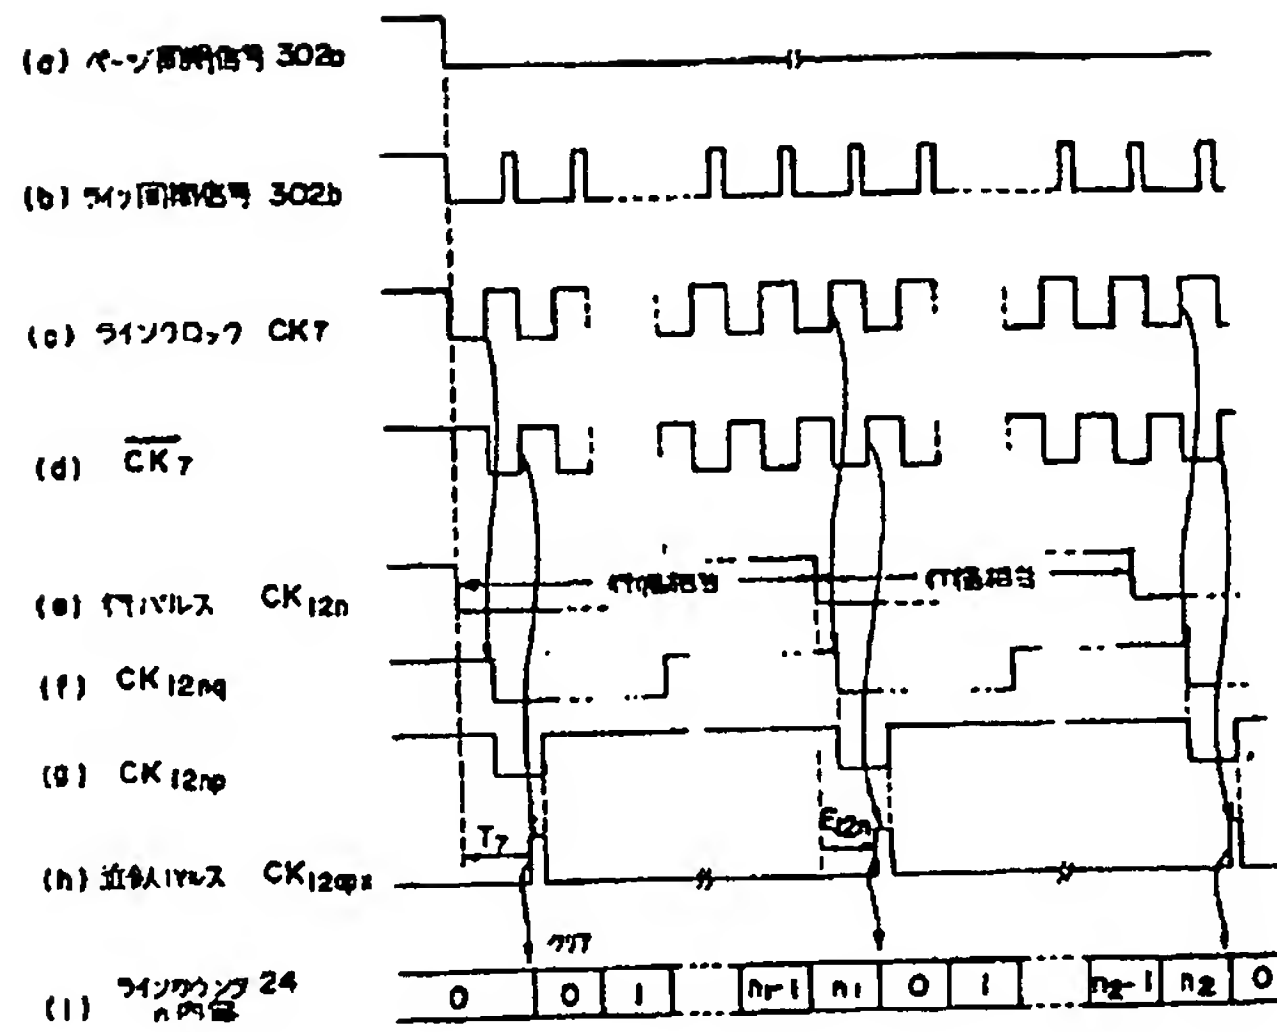 (a) ページ同期信号 302a
(b) ライン同期信号 302b
(c) ラインクロック CK7
(d) CK7
(e) 行パルス CK12n
行幅相当 行幅相当
(f) CK12nq
(g) CK12np
T7 E12n
(h) 近似パルス CK12apx
クリア
(i) ラインカウンタ 24
n内容
0 0 1 n1-1 n1 0 1 n2-1 n2 0